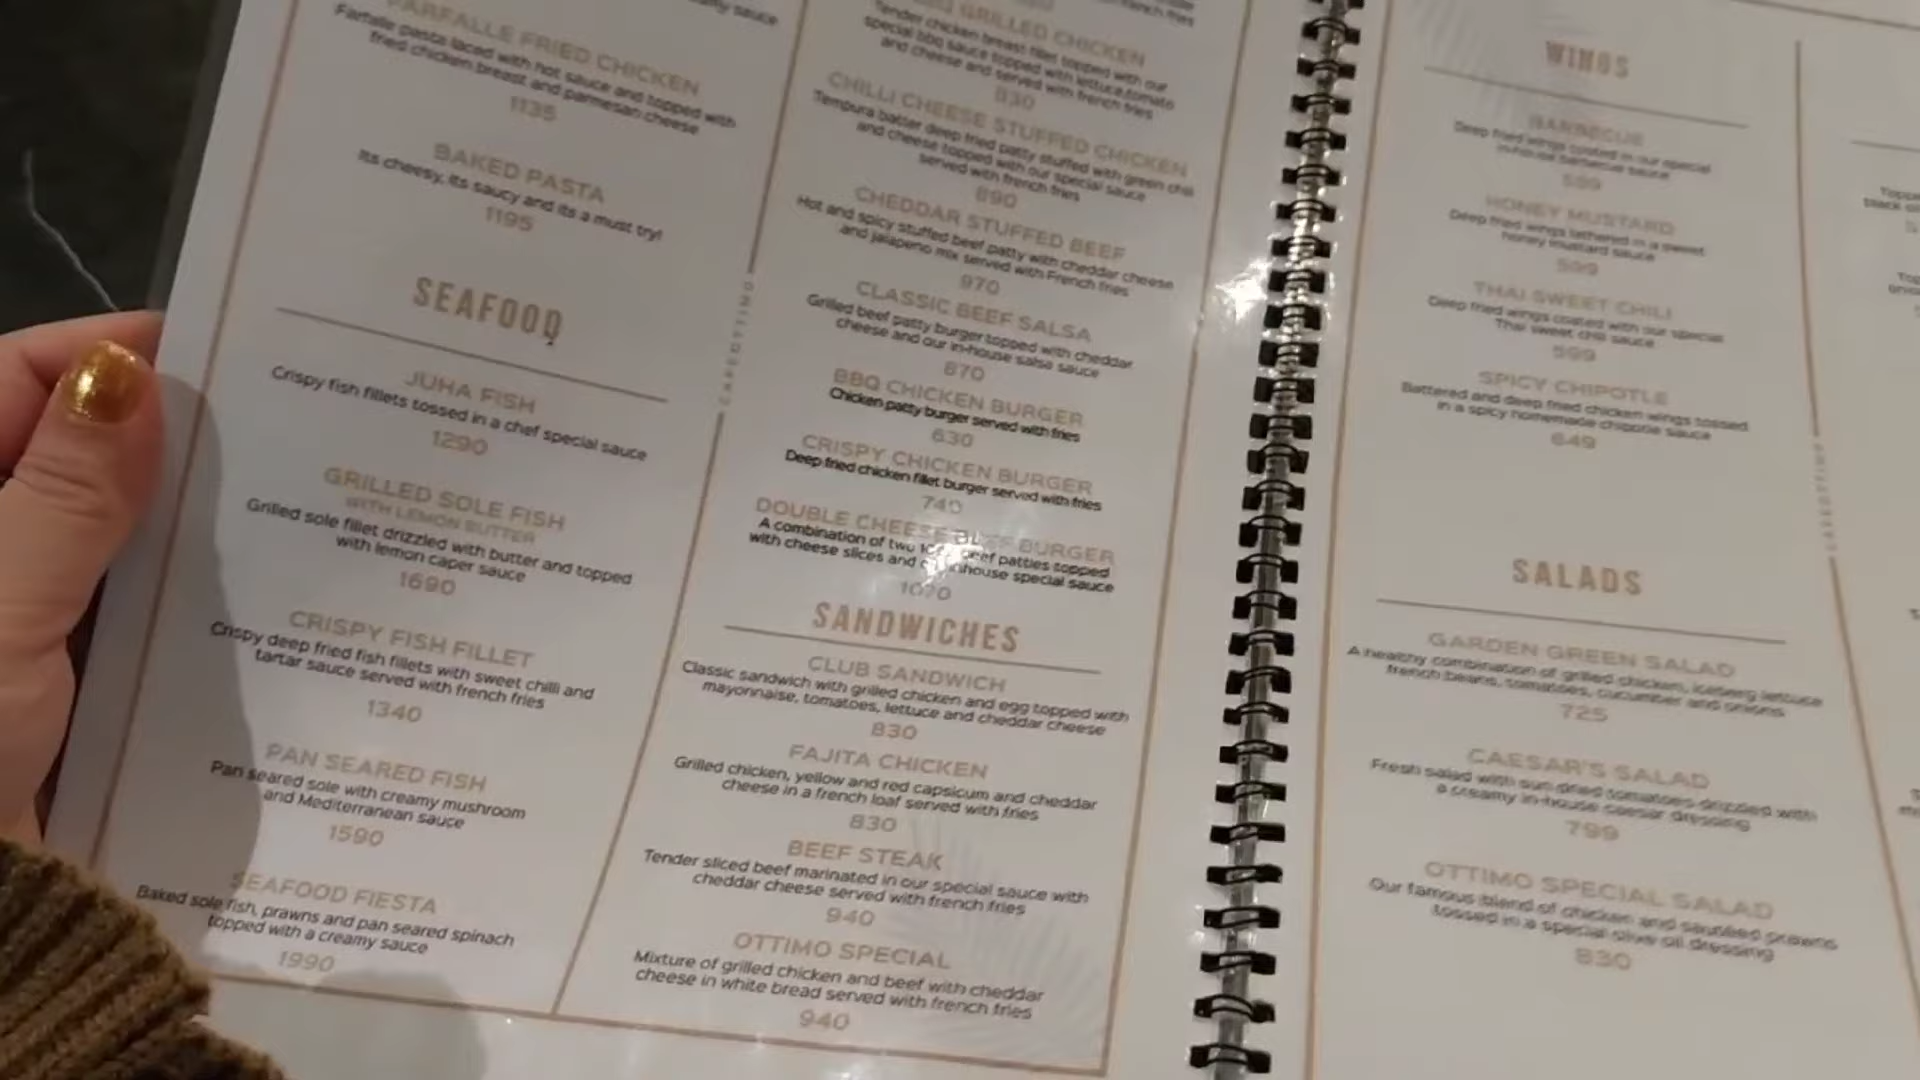 sauce
FARFALLE FRIED CHICKEN
Farfalle pasta laced with hot sauce and topped with
fried chicken breast and parmesan cheese
1135
BAKED PASTA
Its cheesy, its saucy and its a must try!
1195
SEAFOOD
JUHA FISH
Crispy fish fillets tossed in a chef special sauce
1290
GRILLED SOLE FISH
WITH LEMON BUTTER
Grilled sole fillet drizzled with butter and topped
with lemon caper sauce
1690
CRISPY FISH FILLET
Crispy deep fried fish fillets with sweet chilli and
tartar sauce served with french fries
1340
PAN SEARED FISH
Pan seared sole with creamy mushroom
and Mediterranean sauce
1590
SEAFOOD FIESTA
Baked sole fish, prawns and pan seared spinach
topped with a creamy sauce
1990
french fries
GRILLED CHICKEN
Tender chicken breast fillet topped with our
special bbq sauce topped with lettuce, tomato
and cheese and served with french fries
830
CHILLI CHEESE STUFFED CHICKEN
Tempura batter deep fried patty stuffed with green chili
and cheese topped with our special sauce
served with french fries
890
CHEDDAR STUFFED BEEF
Hot and spicy stuffed beef patty with cheddar cheese
and jalapeno mix served with French fries
970
CLASSIC BEEF SALSA
Grilled beef patty burger topped with cheddar
cheese and our in-house salsa sauce
870
BBQ CHICKEN BURGER
Chicken patty burger served with fries
630
CRISPY CHICKEN BURGER
Deep fried chicken fillet burger served with fries
740
DOUBLE CHEESE BEEF BURGER
A combination of two beef patties topped
with cheese slices and inhouse special sauce
1070
SANDWICHES
CLUB SANDWICH
Classic sandwich with grilled chicken and egg topped with
mayonnaise, tomatoes, lettuce and cheddar cheese
830
FAJITA CHICKEN
Grilled chicken, yellow and red capsicum and cheddar
cheese in a french loaf served with fries
830
BEEF STEAK
Tender sliced beef marinated in our special sauce with
cheddar cheese served with french fries
940
OTTIMO SPECIAL
Mixture of grilled chicken and beef with cheddar
cheese in white bread served with french fries
940
CAFEOTTIMO
WINGS
BARBECUE
Deep fried wings coated in our special
in-house barbecue sauce
599
HONEY MUSTARD
Deep fried wings lathered in a sweet
honey mustard sauce
599
THAI SWEET CHILI
Deep fried wings coated with our special
Thai sweet chili sauce
599
SPICY CHIPOTLE
Battered and deep fried chicken wings tossed
in a spicy homemade chipotle sauce
649
SALADS
GARDEN GREEN SALAD
A healthy combination of grilled chicken, iceberg lettuce
french beans, tomatoes, cucumber and onions
725
CAESAR'S SALAD
Fresh salad with sun-dried tomatoes drizzled with
a creamy in-house caesar dressing
799
OTTIMO SPECIAL SALAD
Our famous blend of chicken and sautéed prawns
tossed in a special olive oil dressing
830
CAFEOTTIMO